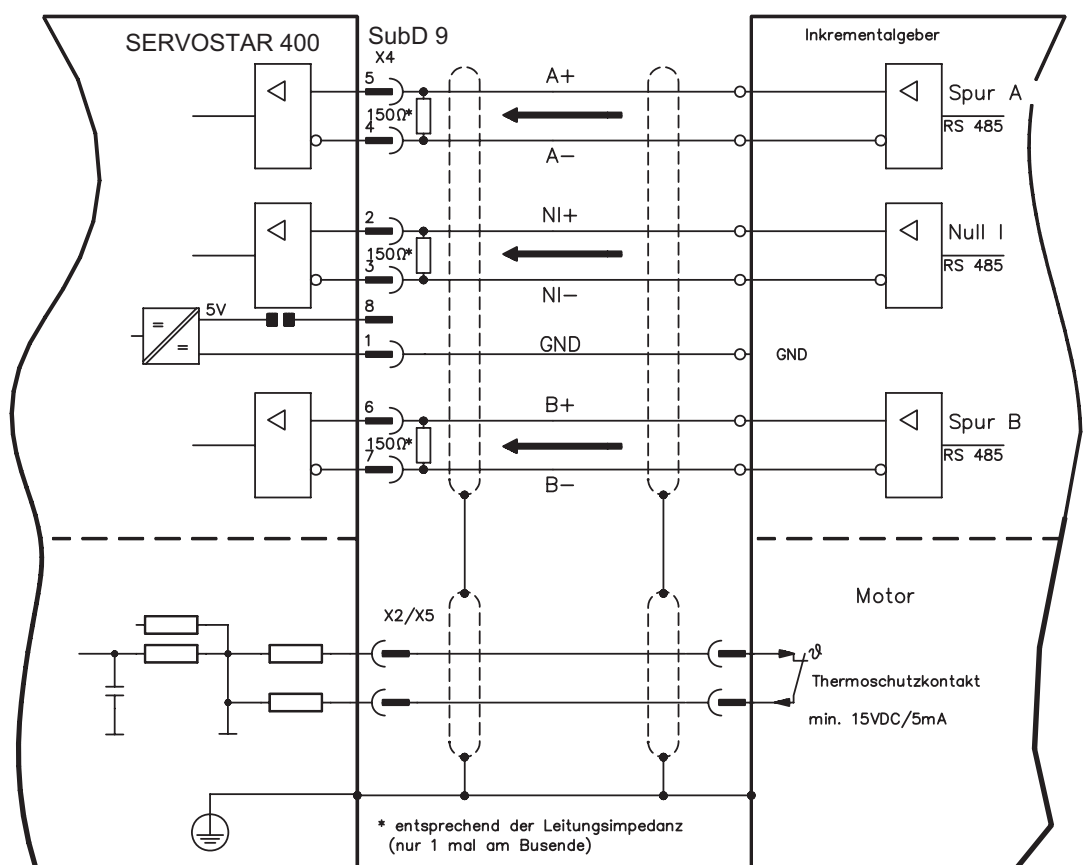 SERVOSTAR 400
SubD 9
X4
Inkrementalgeber
5
A+
Spur A
150Ω*
RS 485
4
A−
2
NI+
Null I
150Ω*
RS 485
3
NI−
5V
8
=
=
1
GND
GND
6
B+
Spur B
150Ω*
RS 485
7
B−
Motor
X2/X5
ϑ
Thermoschutzkontakt
min. 15VDC/5mA
* entsprechend der Leitungsimpedanz
(nur 1 mal am Busende)